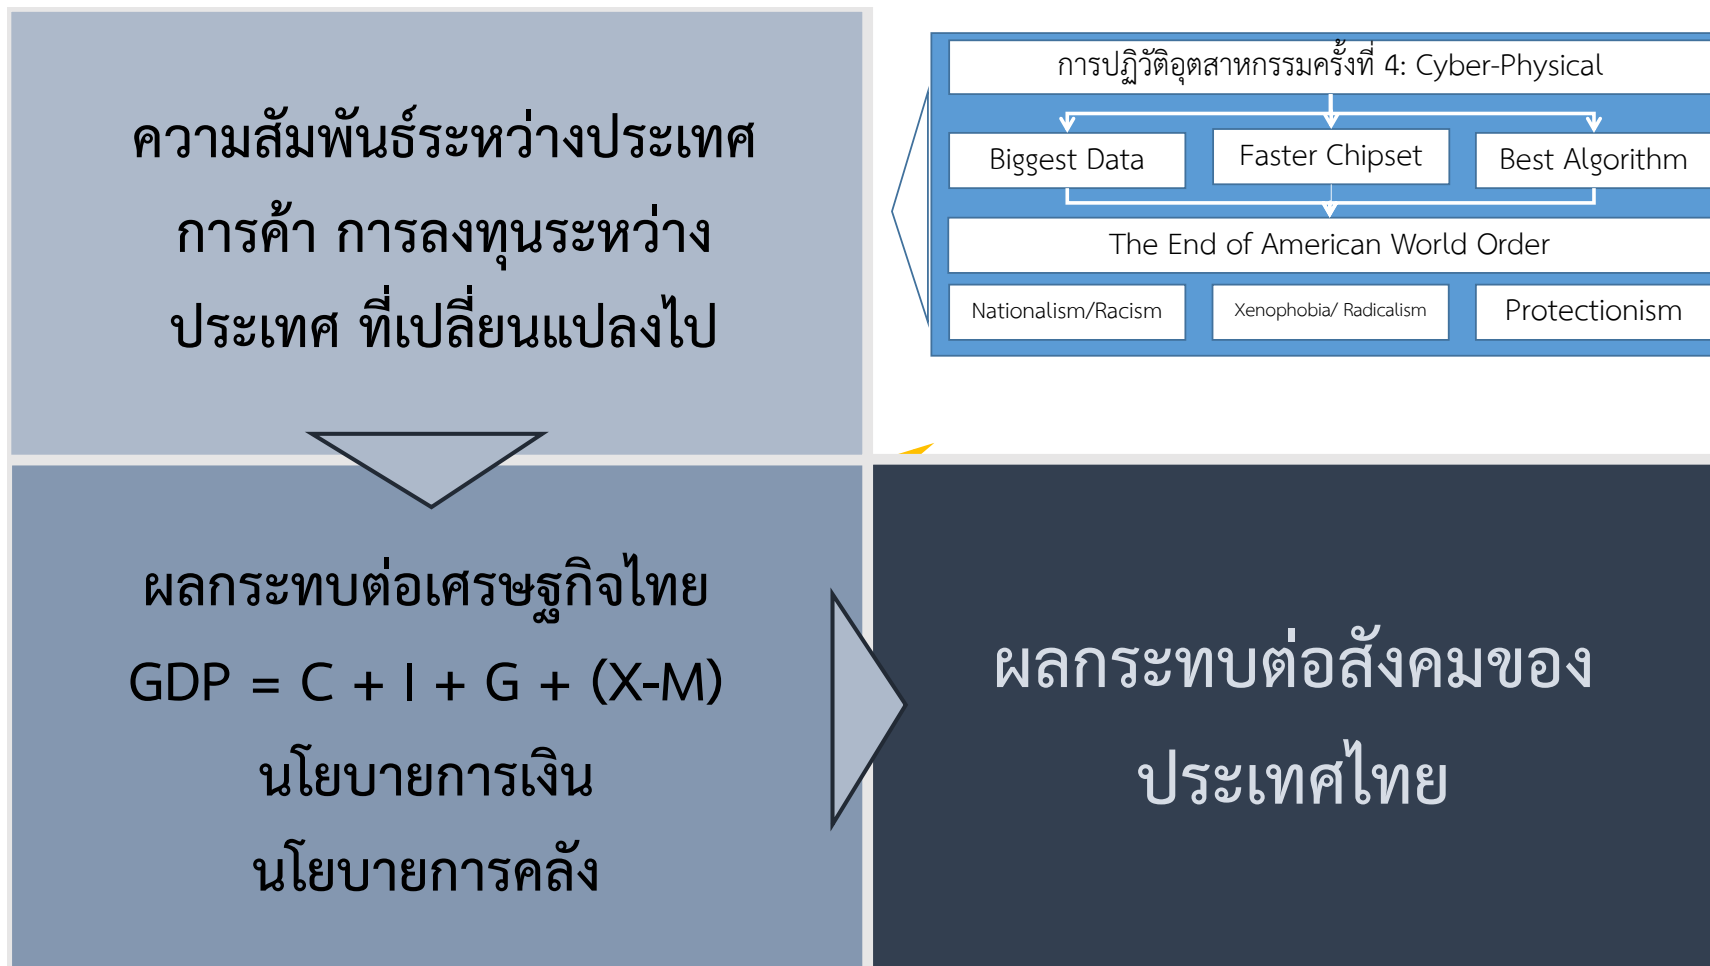 ความสัมพันธ์ระหว่างประเทศ
การค้า การลงทุนระหว่าง
ประเทศ ที่เปลี่ยนแปลงไป
การปฏิวัติอุตสาหกรรมครั้งที่ 4: Cyber-Physical
Biggest Data
Faster Chipset
Best Algorithm
The End of American World Order
Nationalism/Racism
Xenophobia/ Radicalism
Protectionism
ผลกระทบต่อเศรษฐกิจไทย
GDP = C + I + G + (X-M)
นโยบายการเงิน
นโยบายการคลัง
ผลกระทบต่อสังคมของ
ประเทศไทย